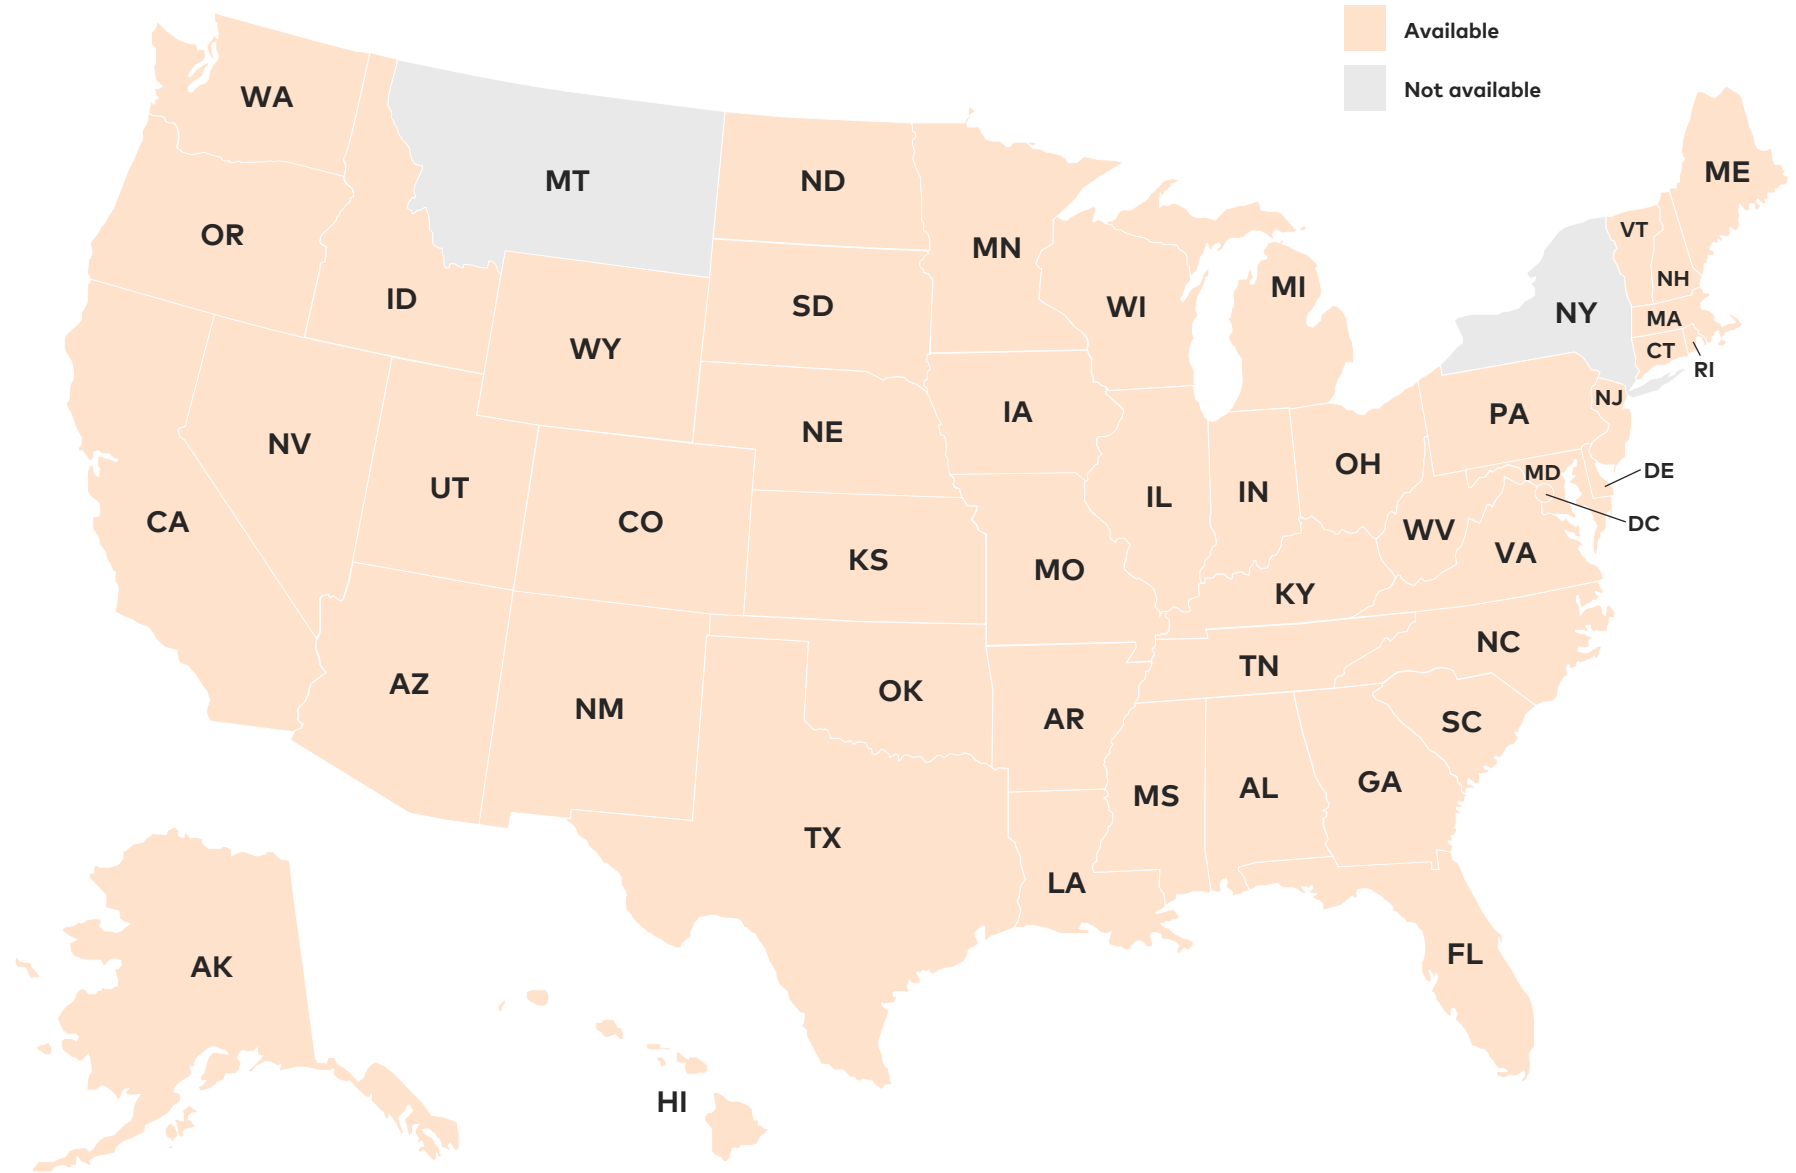 Available
Not available
WA
MT
ND
ME
OR
MN
VT
ID
SD
WI
MI
NH
NY
MA
WY
CT
RI
NV
NE
IA
PA
NJ
UT
CO
IL
IN
OH
MD
DE
CA
KS
MO
WV
VA
DC
KY
AZ
NM
OK
AR
TN
NC
SC
TX
MS
AL
GA
LA
AK
FL
HI